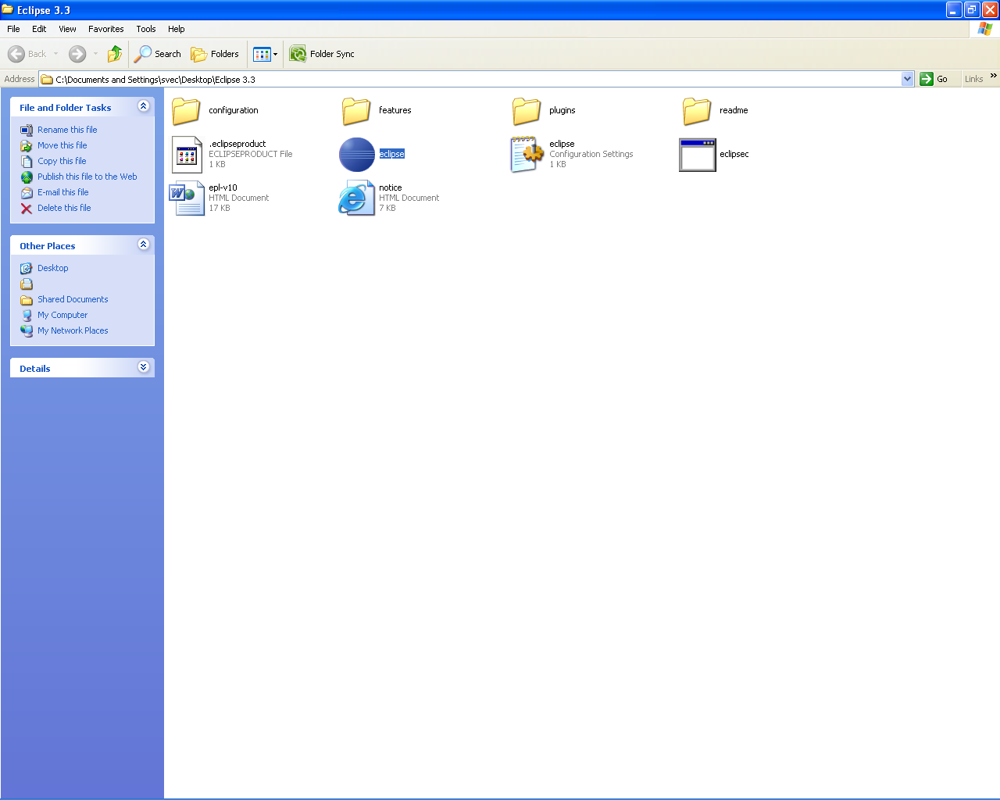 Eclipse 3.3
File Edit View Favorites Tools Help
Back Search Folders Folder Sync
Address C:\Documents and Settings\svec\Desktop\Eclipse 3.3 Go Links »
File and Folder Tasks
Rename this file
Move this file
Copy this file
Publish this file to the Web
E-mail this file
Delete this file
Other Places
Desktop
Shared Documents
My Computer
My Network Places
Details
configuration
features
plugins
readme
.eclipseproduct
ECLIPSEPRODUCT File
1 KB
eclipse
eclipse
Configuration Settings
1 KB
eclipsec
epl-v10
HTML Document
17 KB
notice
HTML Document
7 KB